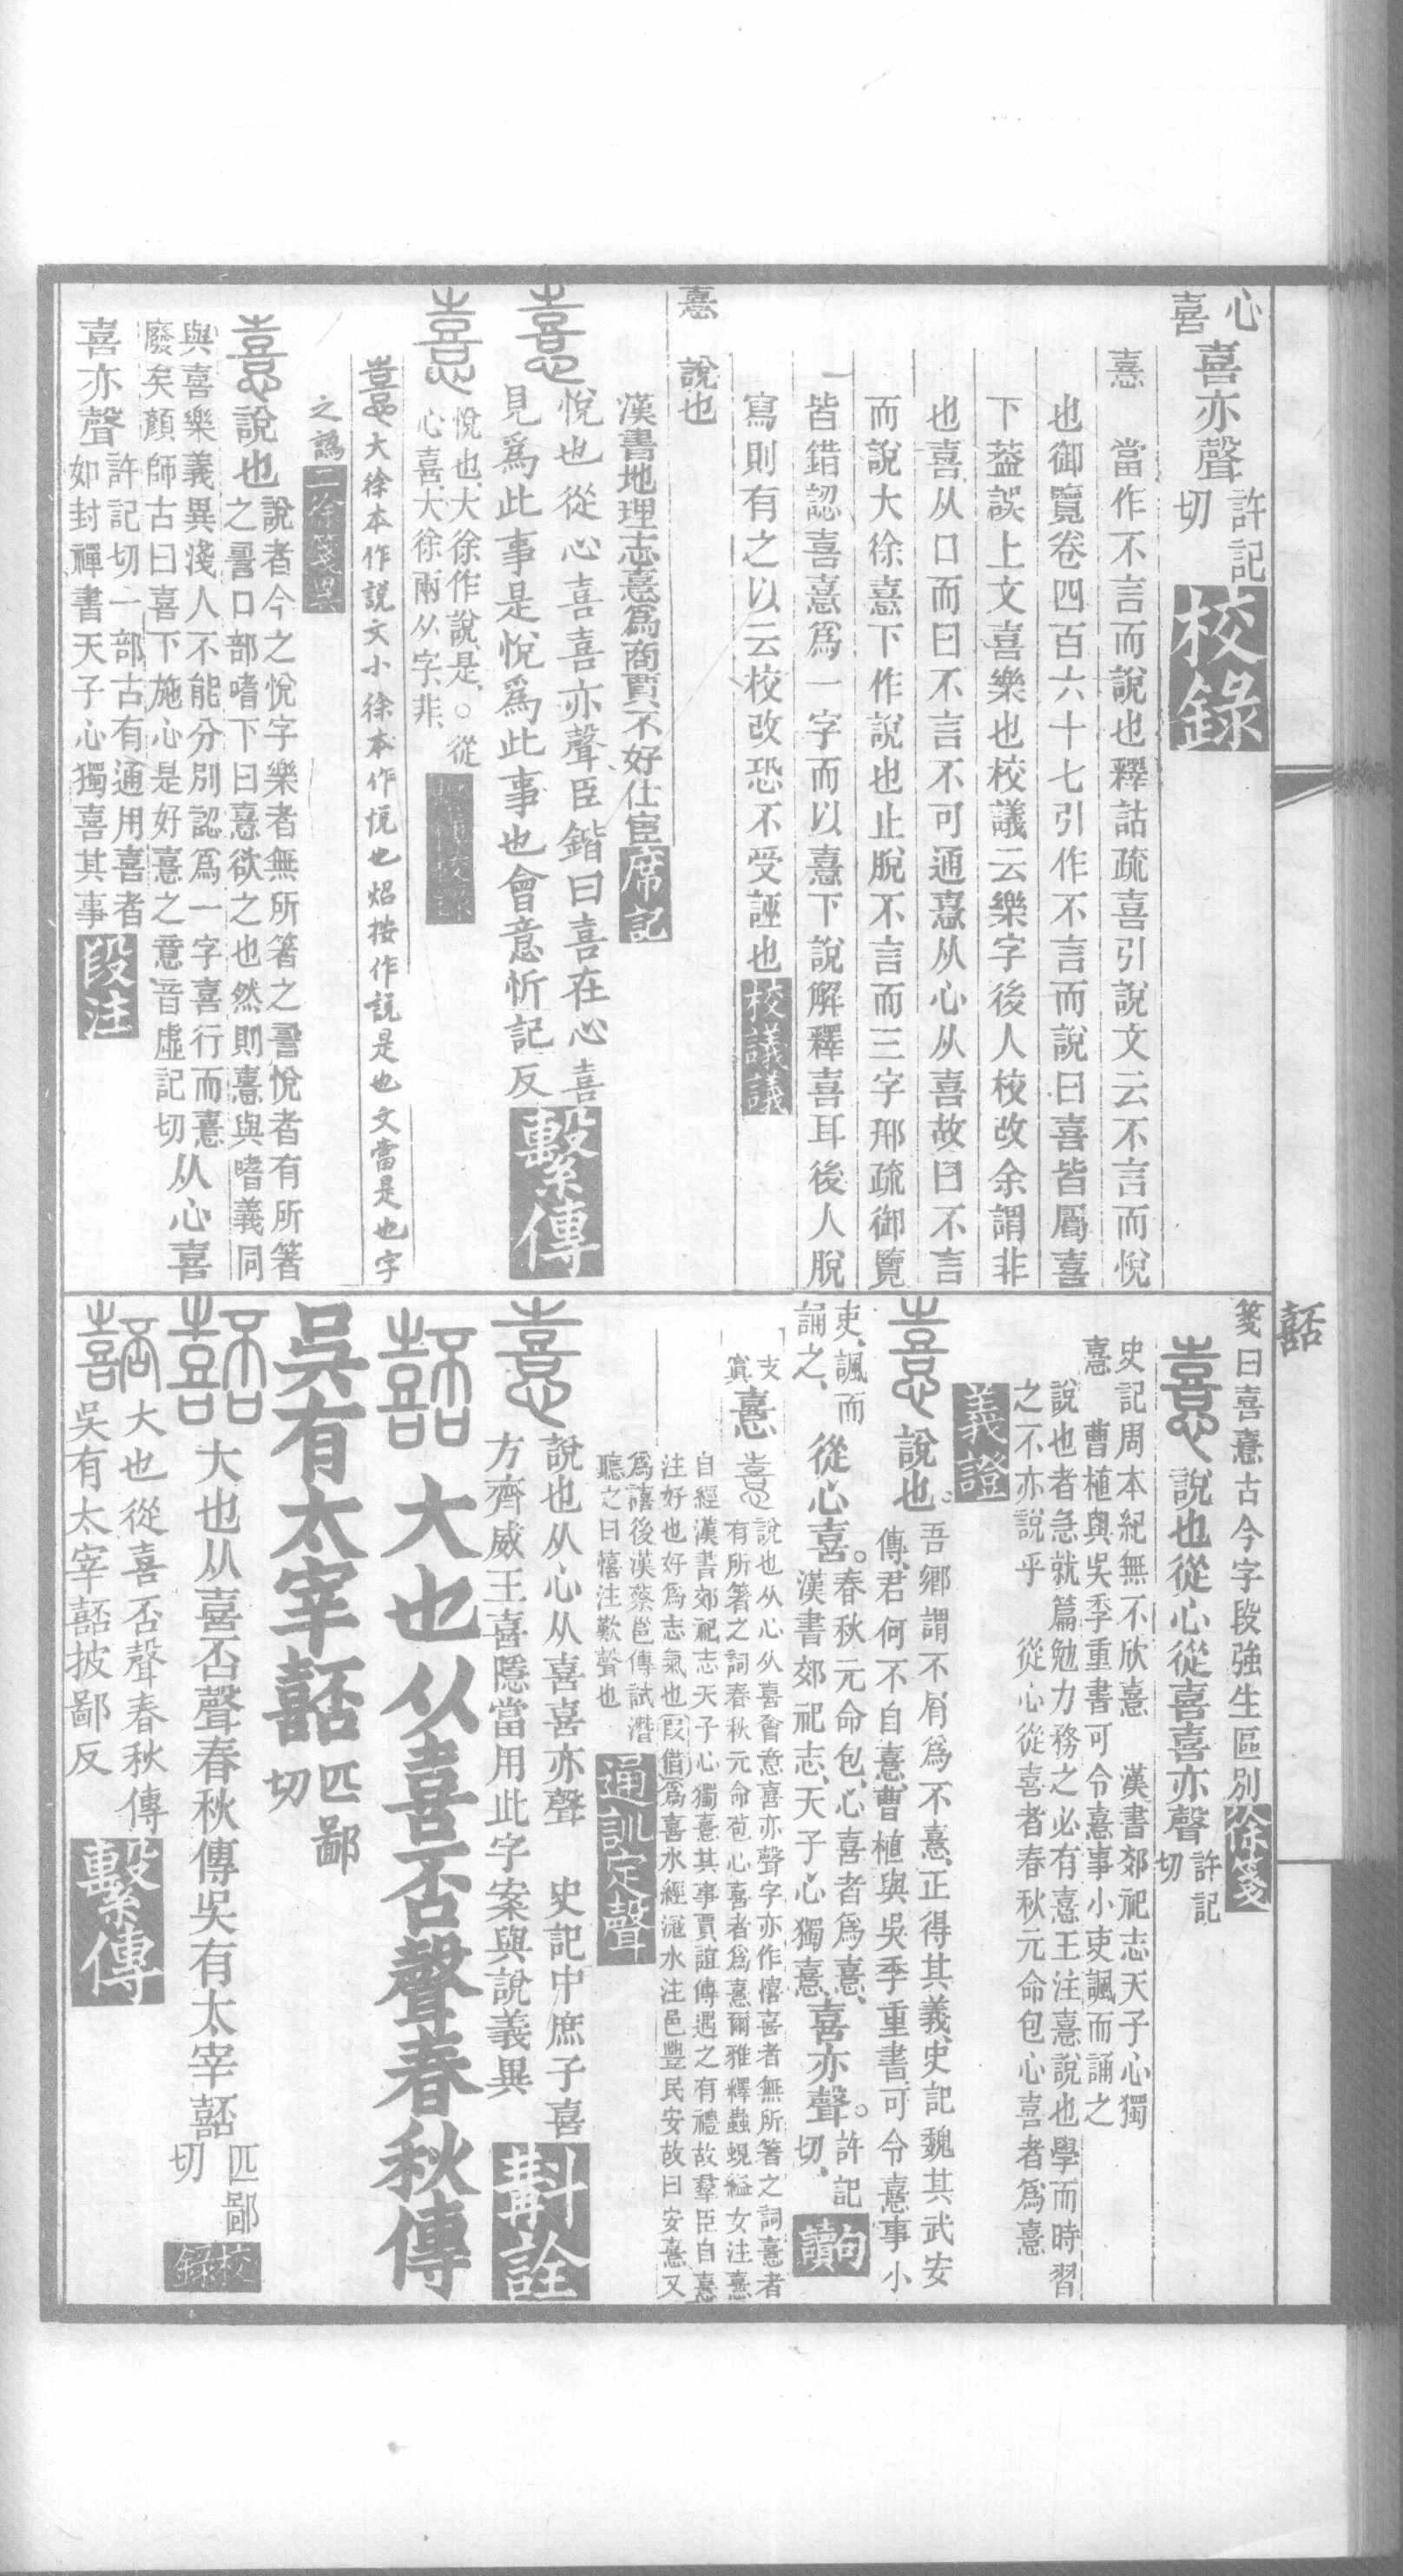 心
喜
喜亦聲
許記
切
校錄
憙
當作不言而說也釋詁疏喜引說文云不言而悅
也御覽卷四百六十七引作不言而說曰喜皆屬喜
下葢誤上文喜樂也校議云樂字後人校改余謂非
也喜从口而曰不言不可通憙从心从喜故曰不言
而說大徐憙下作說也止脫不言而三字邢疏御覽
一皆錯認喜憙爲一字而以憙下說解釋喜耳後人脫
寫則有之以云校改恐不受誣也校議議
憙
說也
漢書地理志憙爲商賈不好仕宦席記
悅也從心喜喜亦聲臣鍇曰喜在心喜
見爲此事是悅爲此事也會意忻記反繫傳
悅也大徐作說是○從
心喜大徐兩从字非
大徐本作説文小徐本作悅也焰按作説是也文當是也字
之譌二徐箋異
說也
說者今之悅字樂者無所箸之䛐悅者有所箸
之䛐口部嗜下曰憙欲之也然則憙與嗜義同
與喜樂義異淺人不能分別認爲一字喜行而憙
廢矣顏師古曰喜下施心是好憙之意音虛記切
从心喜
喜亦聲
許記切一部古有通用喜者
如封禪書天子心獨喜其事
段注
嚭
箋曰喜憙古今字段強生區別徐箋
說也從心從喜喜亦聲
許記
切
史記周本紀無不欣憙　漢書郊祀志天子心獨
憙　曹植與吳季重書可令憙事小吏諷而誦之
說也者急就篇勉力務之必有憙王注憙說也學而時習
之不亦說乎　從心從喜者春秋元命包心喜者爲憙
義證
說也
吾鄉謂不肎爲不憙正得其義史記魏其武安
傳君何不自憙曹植與吳季重書可令憙事小
吏諷而
誦之
從心喜
春秋元命包心喜者爲憙
漢書郊祀志天子心獨憙
喜亦聲
許記
切
句讀
支
寘
憙
說也从心从喜會意喜亦聲字亦作憘喜者無所箸之詞憙者
有所箸之詞春秋元命苞心喜者爲憙爾雅釋蟲蜆縊女注憙
自經漢書郊祀志天子心獨憙其事賈誼傳遇之有禮故羣臣自憙
注好也好爲志氣也叚借爲喜水經滱水注邑豐民安故曰安憙又
爲譆後漢蔡邕傳試潛
聽之曰憘注歎聲也
通訓定聲
說也从心从喜喜亦聲　史記中庶子喜
方齊威王喜隱當用此字案與說義異斠詮
大也从喜否聲春秋傳
吳有太宰嚭
匹鄙
切
大也从喜否聲春秋傳吳有太宰嚭
匹鄙
切
校錄
大也從喜否聲春秋傳
吳有太宰嚭披鄙反繫傳